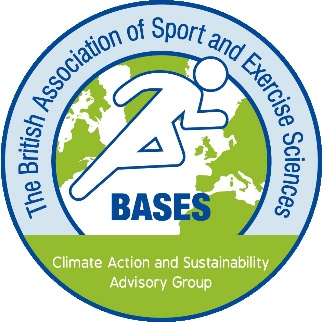 The British Association of Sport and Exercise Sciences
BASES
Climate Action and Sustainability
Advisory Group